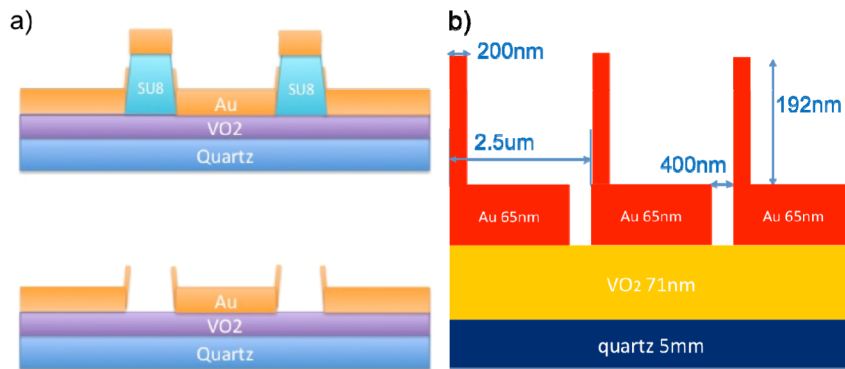 a)
SU8
SU8
Au
VO2
Quartz
Au
VO2
Quartz
b)
200nm
2.5um
192nm
400nm
Au 65nm
Au 65nm
Au 65nm
VO₂ 71nm
quartz 5mm